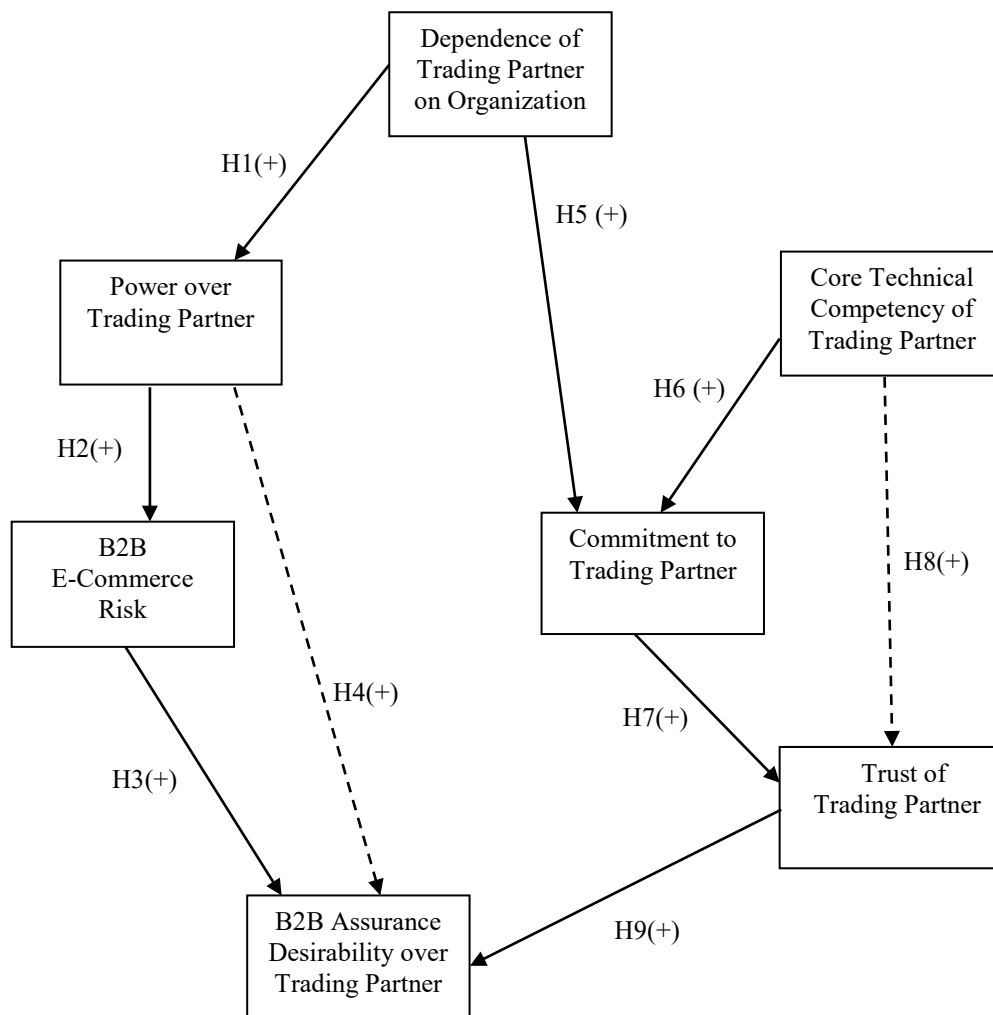 Dependence of
Trading Partner
on Organization
H1(+)
H5 (+)
Power over
Trading Partner
Core Technical
Competency of
Trading Partner
H6 (+)
H2(+)
B2B
E-Commerce
Risk
Commitment to
Trading Partner
H8(+)
H4(+)
H7(+)
H3(+)
Trust of
Trading Partner
B2B Assurance
Desirability over
Trading Partner
H9(+)